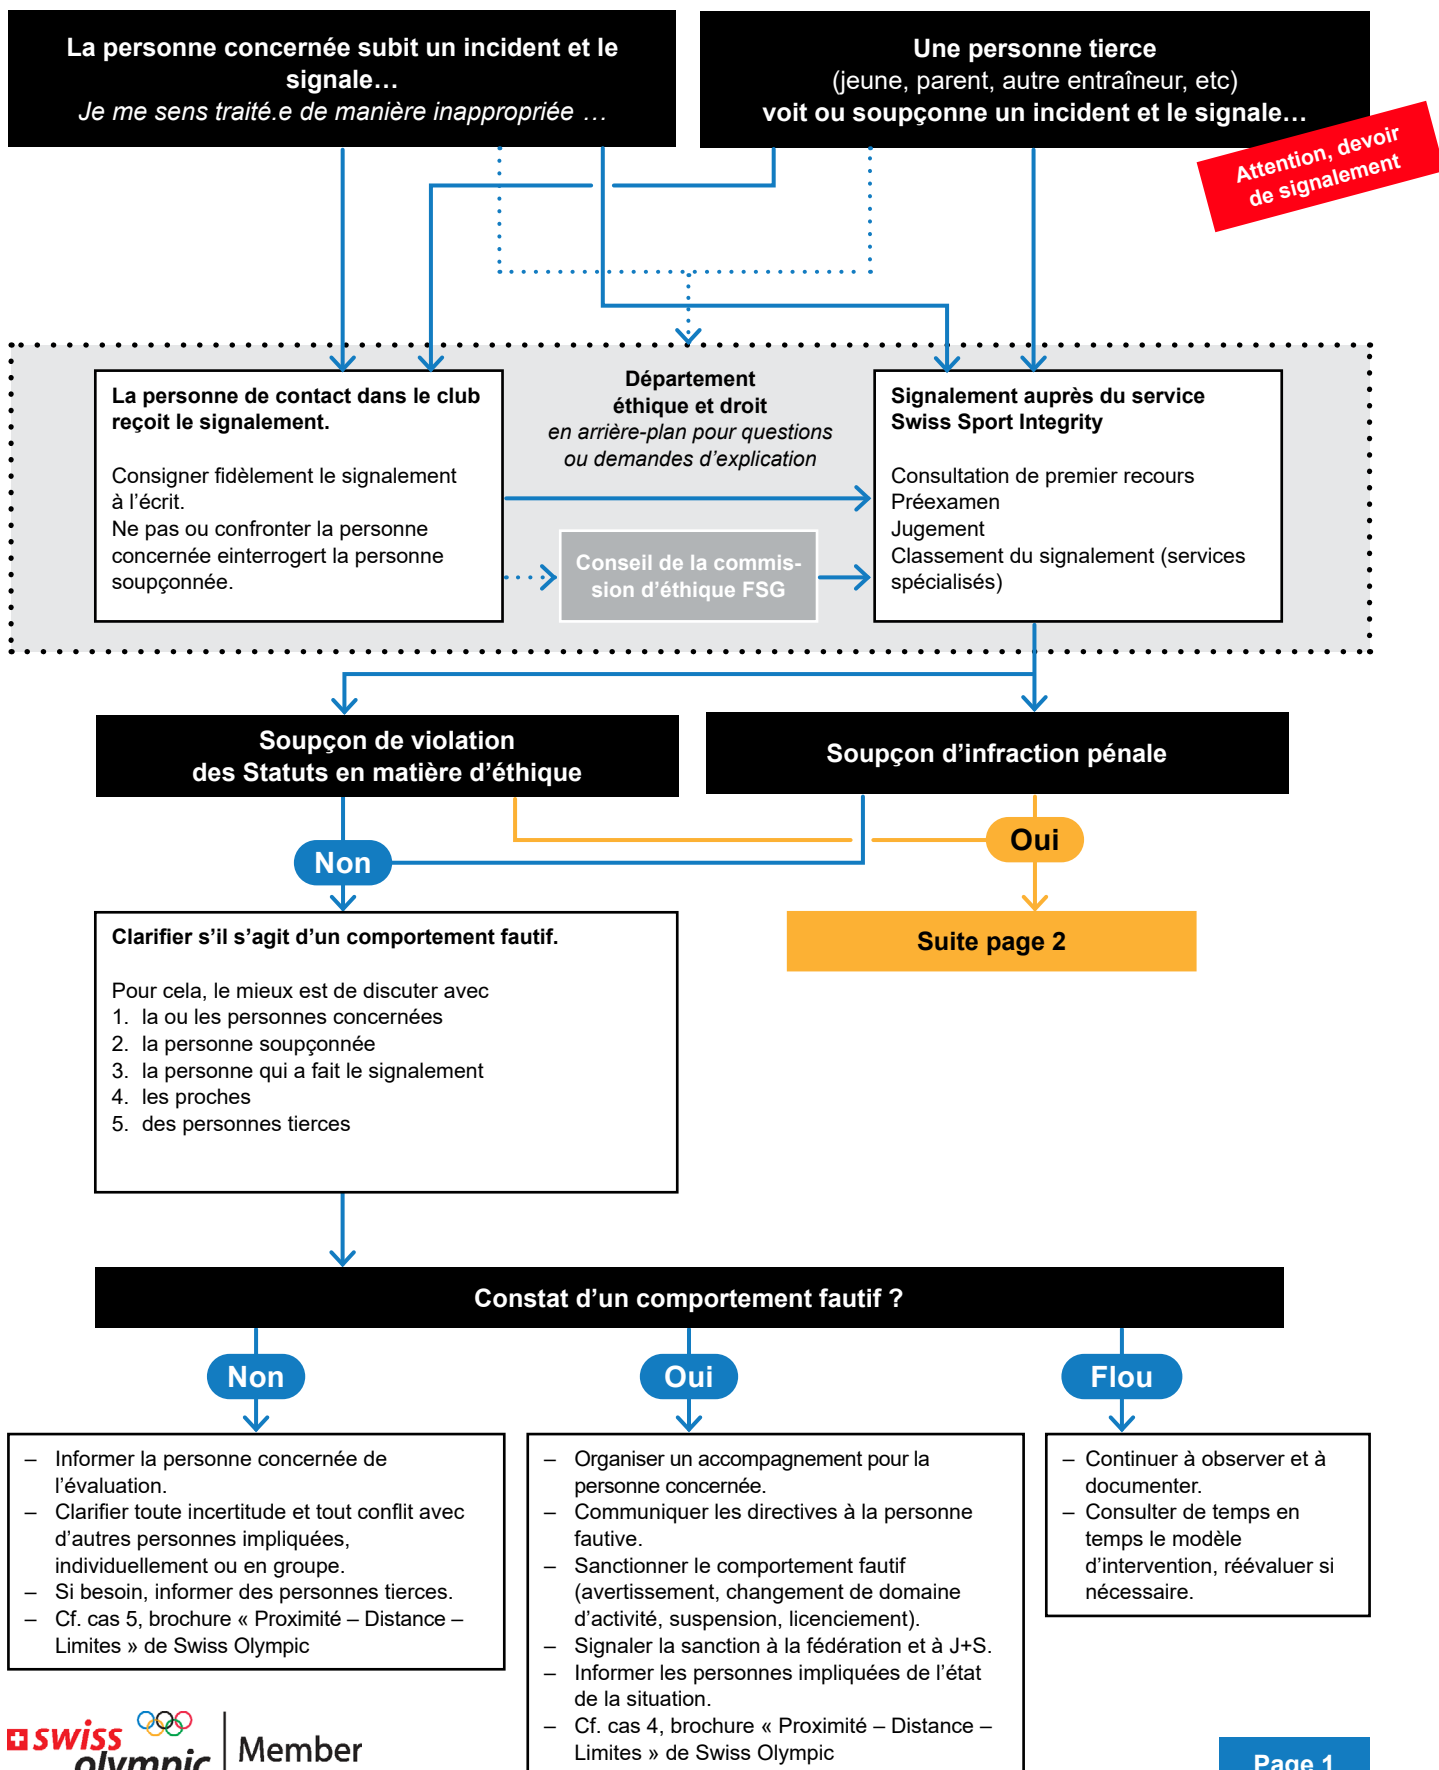 La personne concernée subit un incident et le
signale…
Je me sens traité.e de manière inappropriée …
Une personne tierce
(jeune, parent, autre entraîneur, etc)
voit ou soupçonne un incident et le signale…
Attention, devoir
de signalement
La personne de contact dans le club
reçoit le signalement.
Consigner fidèlement le signalement
à l’écrit.
Ne pas ou confronter la personne
concernée einterrogert la personne
soupçonnée.
Département
éthique et droit
en arrière-plan pour questions
ou demandes d’explication
Conseil de la commis-
sion d’éthique FSG
Signalement auprès du service
Swiss Sport Integrity
Consultation de premier recours
Préexamen
Jugement
Classement du signalement (services
spécialisés)
Soupçon de violation
des Statuts en matière d’éthique
Soupçon d’infraction pénale
Non
Oui
Clarifier s’il s’agit d’un comportement fautif.
Pour cela, le mieux est de discuter avec
1. la ou les personnes concernées
2. la personne soupçonnée
3. la personne qui a fait le signalement
4. les proches
5. des personnes tierces
Suite page 2
Constat d’un comportement fautif ?
Non
Oui
Flou
– Informer la personne concernée de
l’évaluation.
– Clarifier toute incertitude et tout conflit avec
d’autres personnes impliquées,
individuellement ou en groupe.
– Si besoin, informer des personnes tierces.
– Cf. cas 5, brochure « Proximité – Distance –
Limites » de Swiss Olympic
– Organiser un accompagnement pour la
personne concernée.
– Communiquer les directives à la personne
fautive.
– Sanctionner le comportement fautif
(avertissement, changement de domaine
d’activité, suspension, licenciement).
– Signaler la sanction à la fédération et à J+S.
– Informer les personnes impliquées de l’état
de la situation.
– Cf. cas 4, brochure « Proximité – Distance –
Limites » de Swiss Olympic
– Continuer à observer et à
documenter.
– Consulter de temps en
temps le modèle
d’intervention, réévaluer si
nécessaire.
swiss
olympic
Member
Page 1